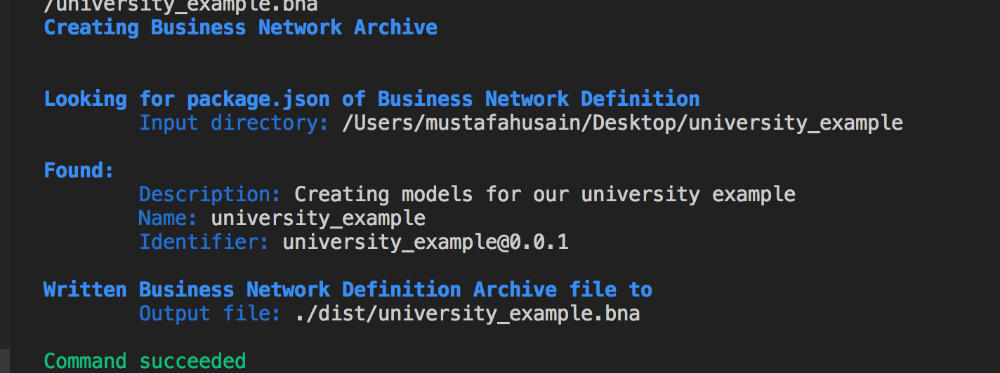 /university_example.bna
Creating Business Network Archive
Looking for package.json of Business Network Definition
Input directory: /Users/mustafahusain/Desktop/university_example
Found:
Description: Creating models for our university example
Name: university_example
Identifier: university_example@0.0.1
Written Business Network Definition Archive file to
Output file: ./dist/university_example.bna
Command succeeded